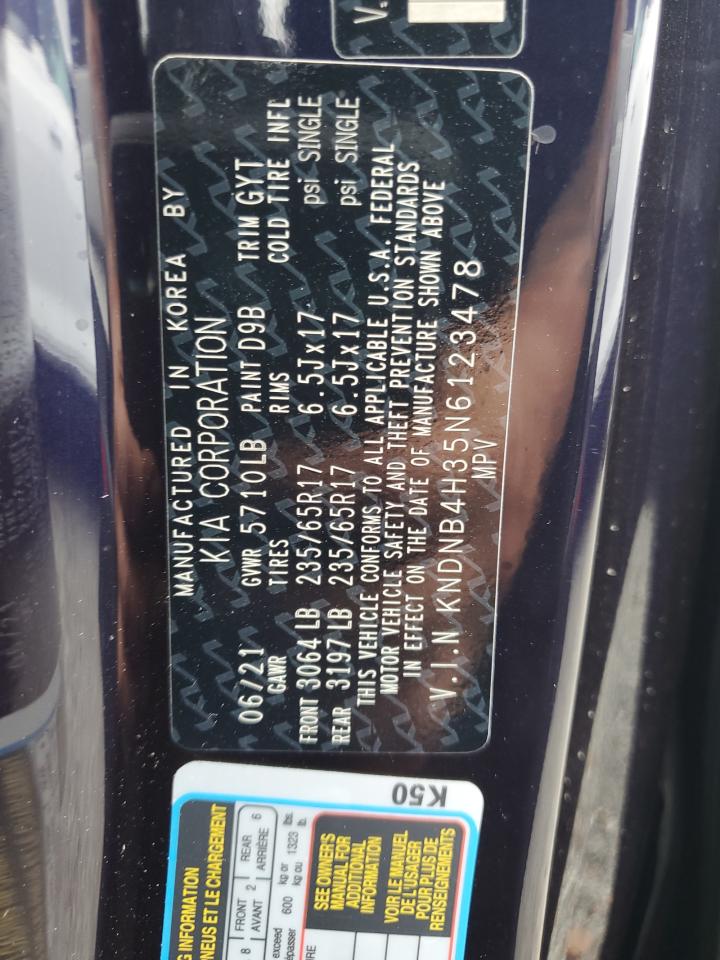 V.
MANUFACTURED IN KOREA BY
KIA CORPORATION
06/21 GVWR 5710LB PAINT D9B TRIM GYT
GAWR TIRES RIMS COLD TIRE INFL
FRONT 3064 LB 235/65R17 6.5Jx17 psi SINGLE
REAR 3197 LB 235/65R17 6.5Jx17 psi SINGLE
THIS VEHICLE CONFORMS TO ALL APPLICABLE U.S.A. FEDERAL
MOTOR VEHICLE SAFETY AND THEFT PREVENTION STANDARDS
IN EFFECT ON THE DATE OF MANUFACTURE SHOWN ABOVE
V.I.N KNDNB4H35N6123478
MPV
K50
G INFORMATION
NEUS ET LE CHARGEMENT
8 FRONT 2 REAR 6
AVANT ARRIÈRE
exceed 600 kg or 1323 lbs.
épasser kg ou lb.
SEE OWNER'S
MANUAL FOR
ADDITIONAL
INFORMATION
VOIR LE MANUEL
DE L'USAGER
POUR PLUS DE
RENSEIGNEMENTS